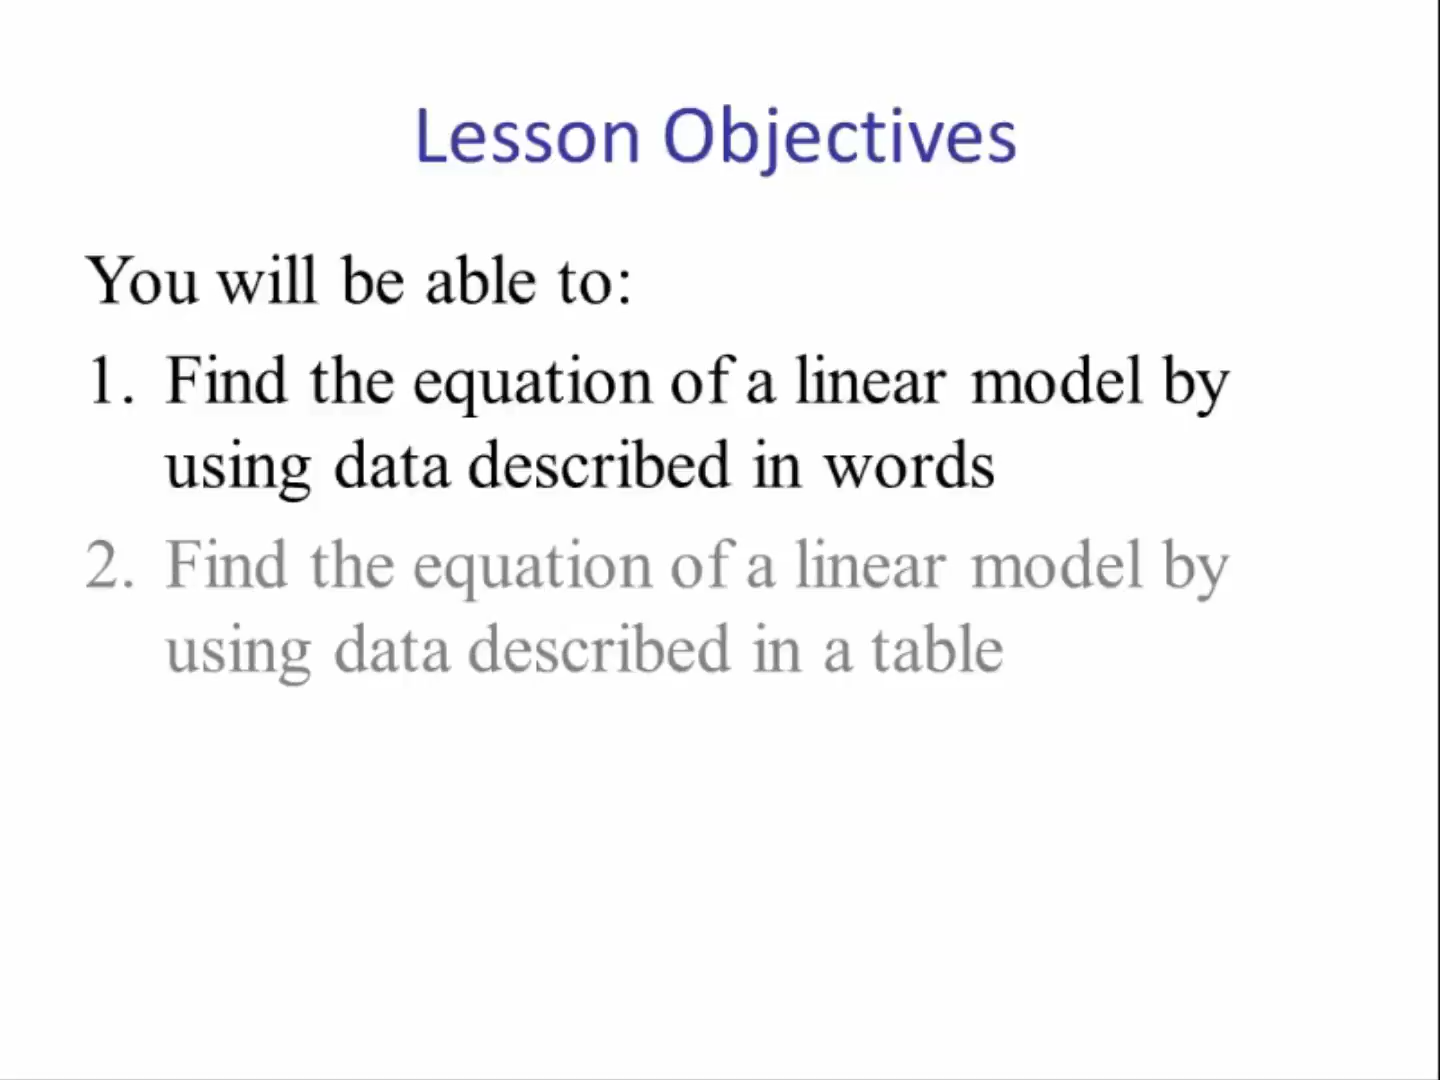 Lesson Objectives
You will be able to:
1. Find the equation of a linear model by
using data described in words
2. Find the equation of a linear model by
using data described in a table